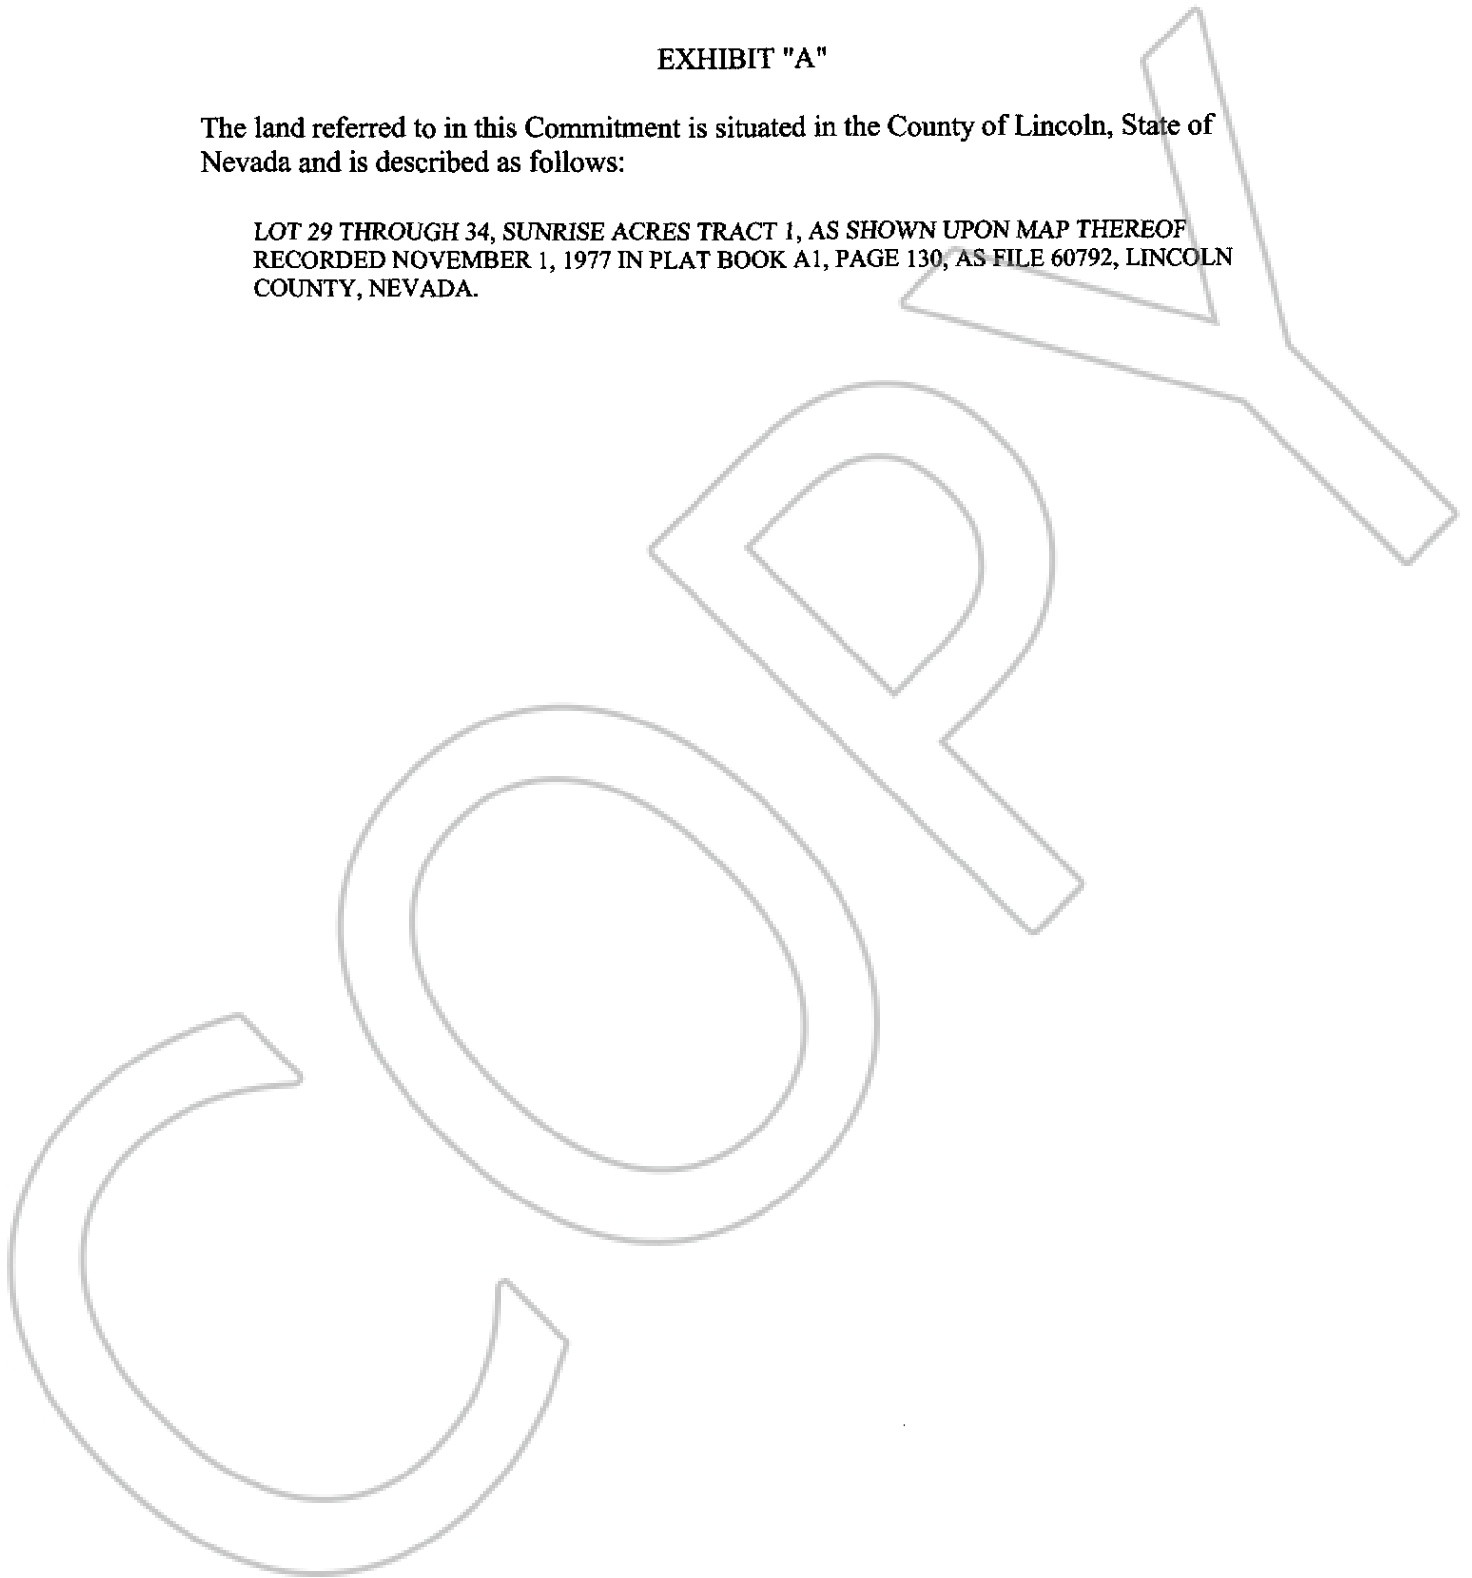 EXHIBIT "A"
The land referred to in this Commitment is situated in the County of Lincoln, State of
Nevada and is described as follows:
LOT 29 THROUGH 34, SUNRISE ACRES TRACT 1, AS SHOWN UPON MAP THEREOF
RECORDED NOVEMBER 1, 1977 IN PLAT BOOK A1, PAGE 130, AS FILE 60792, LINCOLN
COUNTY, NEVADA.
COPY